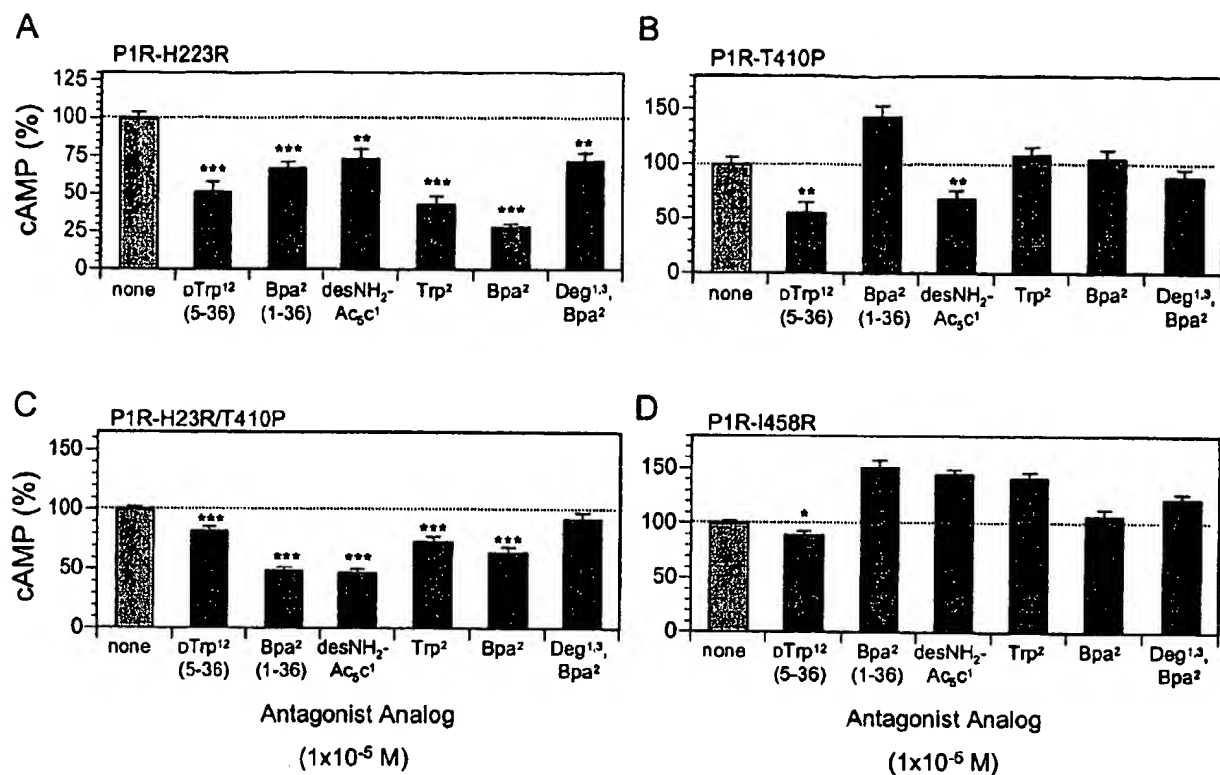 A
P1R-H223R
cAMP (%)
125
100
75
50
25
0
***
***
**
***
***
**
none
DTrp¹²
(5-36)
Bpa²
(1-36)
desNH₂-
Ac₅c¹
Trp²
Bpa²
Deg¹,³,
Bpa²
B
P1R-T410P
150
100
50
0
**
**
none
DTrp¹²
(5-36)
Bpa²
(1-36)
desNH₂-
Ac₅c¹
Trp²
Bpa²
Deg¹,³,
Bpa²
C
P1R-H23R/T410P
cAMP (%)
150
100
50
0
***
***
***
***
***
none
DTrp¹²
(5-36)
Bpa²
(1-36)
desNH₂-
Ac₅c¹
Trp²
Bpa²
Deg¹,³,
Bpa²
Antagonist Analog
(1x10⁻⁵ M)
D
P1R-I458R
150
100
50
0
*
none
DTrp¹²
(5-36)
Bpa²
(1-36)
desNH₂-
Ac₅c¹
Trp²
Bpa²
Deg¹,³,
Bpa²
Antagonist Analog
(1x10⁻⁵ M)